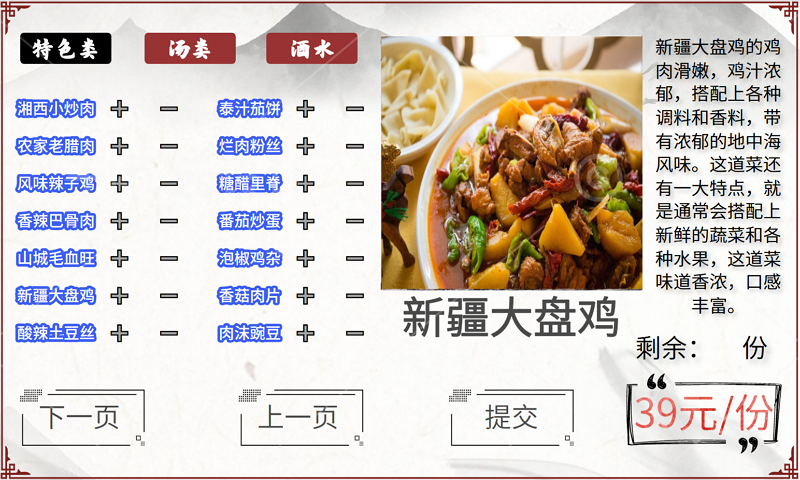 特色类 汤类 酒水
湘西小炒肉 + − 泰汁茄饼 + −
农家老腊肉 + − 烂肉粉丝 + −
风味辣子鸡 + − 糖醋里脊 + −
香辣巴骨肉 + − 番茄炒蛋 + −
山城毛血旺 + − 泡椒鸡杂 + −
新疆大盘鸡 + − 香菇肉片 + −
酸辣土豆丝 + − 肉沫豌豆 + −
下一页 上一页 提交
新疆大盘鸡
新疆大盘鸡的鸡
肉滑嫩，鸡汁浓
郁，搭配上各种
调料和香料，带
有浓郁的地中海
风味。这道菜还
有一大特点，就
是通常会搭配上
新鲜的蔬菜和各
种水果，这道菜
味道香浓，口感
丰富。
剩余： 份
39元/份